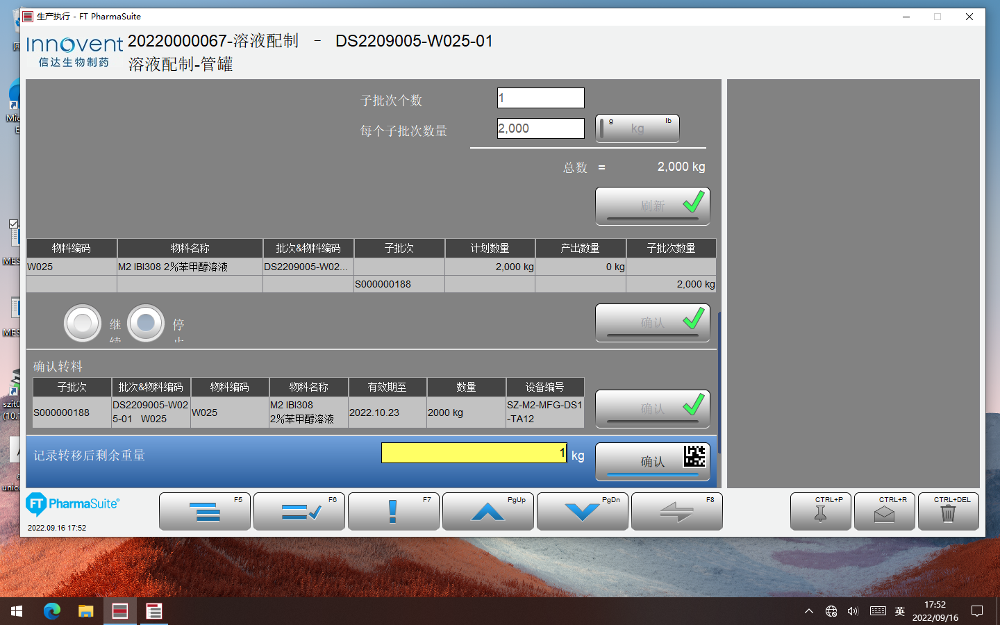 生产执行 - FT PharmaSuite
Innovent
信达生物制药
20220000067-溶液配制 - DS2209005-W025-01
溶液配制-管罐
子批次个数
1
每个子批次数量
2,000
g kg lb
总数 = 2,000 kg
刷新
物料编码 物料名称 批次&物料编码 子批次 计划数量 产出数量 子批次数量
W025 M2 IBI308 2%苯甲醇溶液 DS2209005-W02... 2,000 kg 0 kg
S000000188 2,000 kg
继 停
确认
确认转料
子批次 批次&物料编码 物料编码 物料名称 有效期至 数量 设备编号
S000000188 DS2209005-W02 5-01 W025 W025 M2 IBI308 2%苯甲醇溶液 2022.10.23 2000 kg SZ-M2-MFG-DS1 -TA12
确认
记录转移后剩余重量 1 kg
确认
FT PharmaSuite
2022.09.16 17:52
F5 F6 F7 PgUp PgDn F8
CTRL+P CTRL+R CTRL+DEL
MES
MES
szit0
(10.
unico
英
17:52
2022/09/16